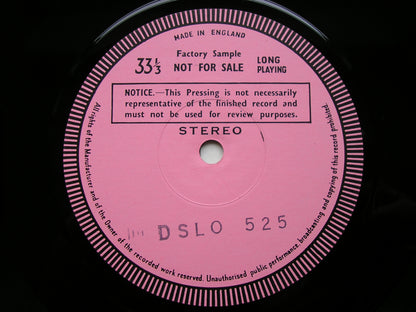 MADE IN ENGLAND
Factory Sample
33⅓ NOT FOR SALE LONG PLAYING
NOTICE.—This Pressing is not necessarily
representative of the finished record and
must not be used for review purposes.
STEREO
DSLO 525
All rights of the Manufacturer and of the Owner of the recorded work reserved. Unauthorised public performance, broadcasting and copying of this record prohibited.